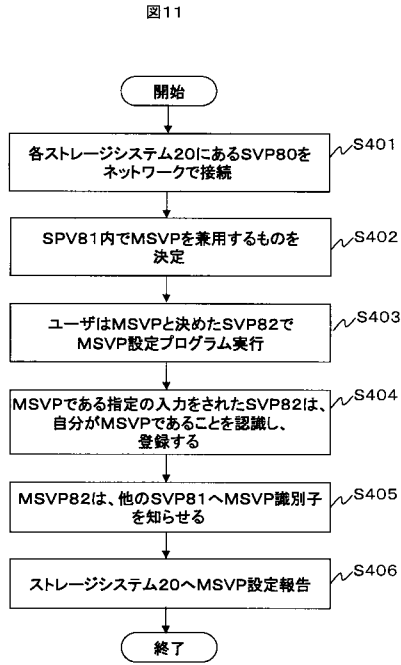 図11
開始
各ストレージシステム20にあるSVP80を
ネットワークで接続
S401
SPV81内でMSVPを兼用するものを
決定
S402
ユーザはMSVPと決めたSVP82で
MSVP設定プログラム実行
S403
MSVPである指定の入力をされたSVP82は、
自分がMSVPであることを認識し、
登録する
S404
MSVP82は、他のSVP81へMSVP識別子
を知らせる
S405
ストレージシステム20へMSVP設定報告
S406
終了